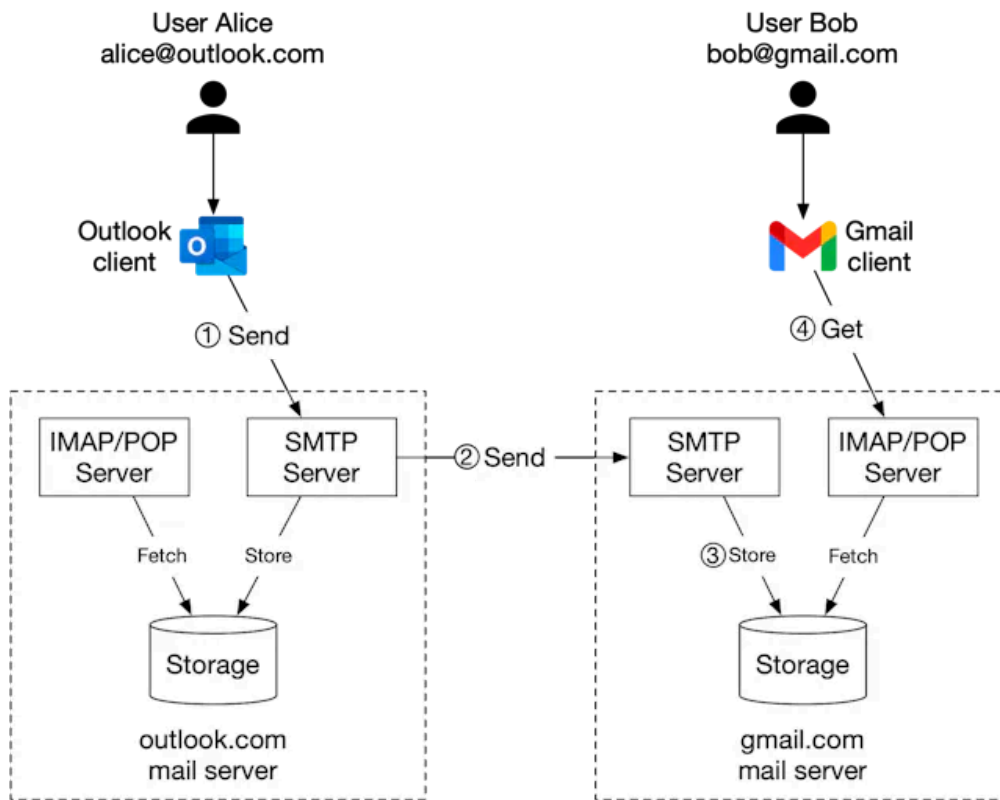 User Alice
alice@outlook.com
User Bob
bob@gmail.com
Outlook
client
O
Gmail
client
① Send
④ Get
IMAP/POP
Server
SMTP
Server
② Send
SMTP
Server
IMAP/POP
Server
Fetch
Store
③ Store
Fetch
Storage
Storage
outlook.com
mail server
gmail.com
mail server